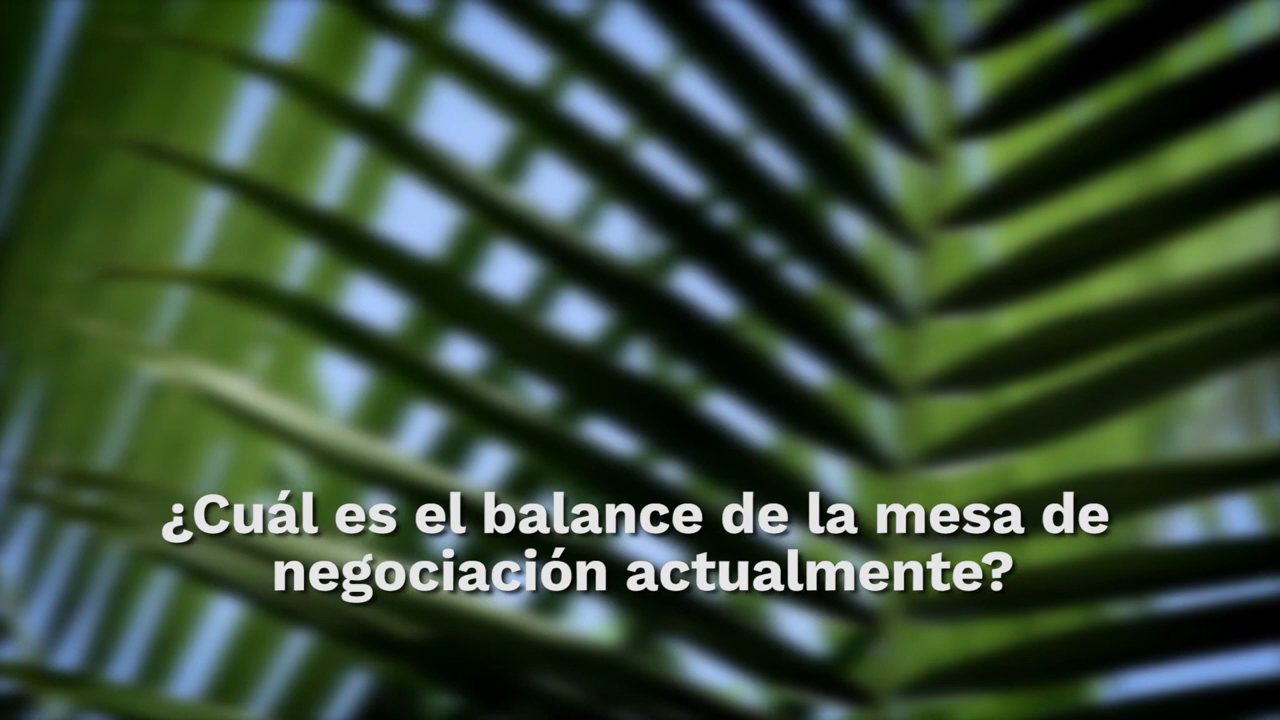 ¿Cuál es el balance de la mesa de
negociación actualmente?